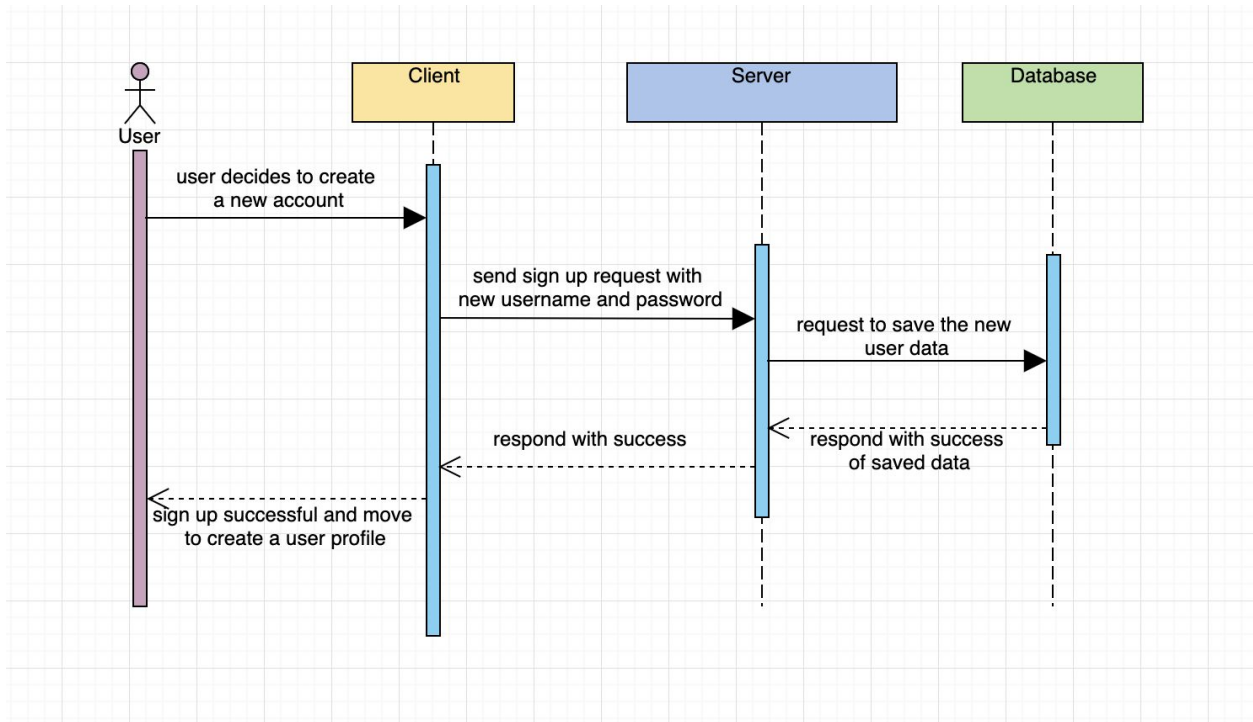 Client
Server
Database
User
user decides to create
a new account
send sign up request with
new username and password
request to save the new
user data
respond with success
of saved data
respond with success
sign up successful and move
to create a user profile